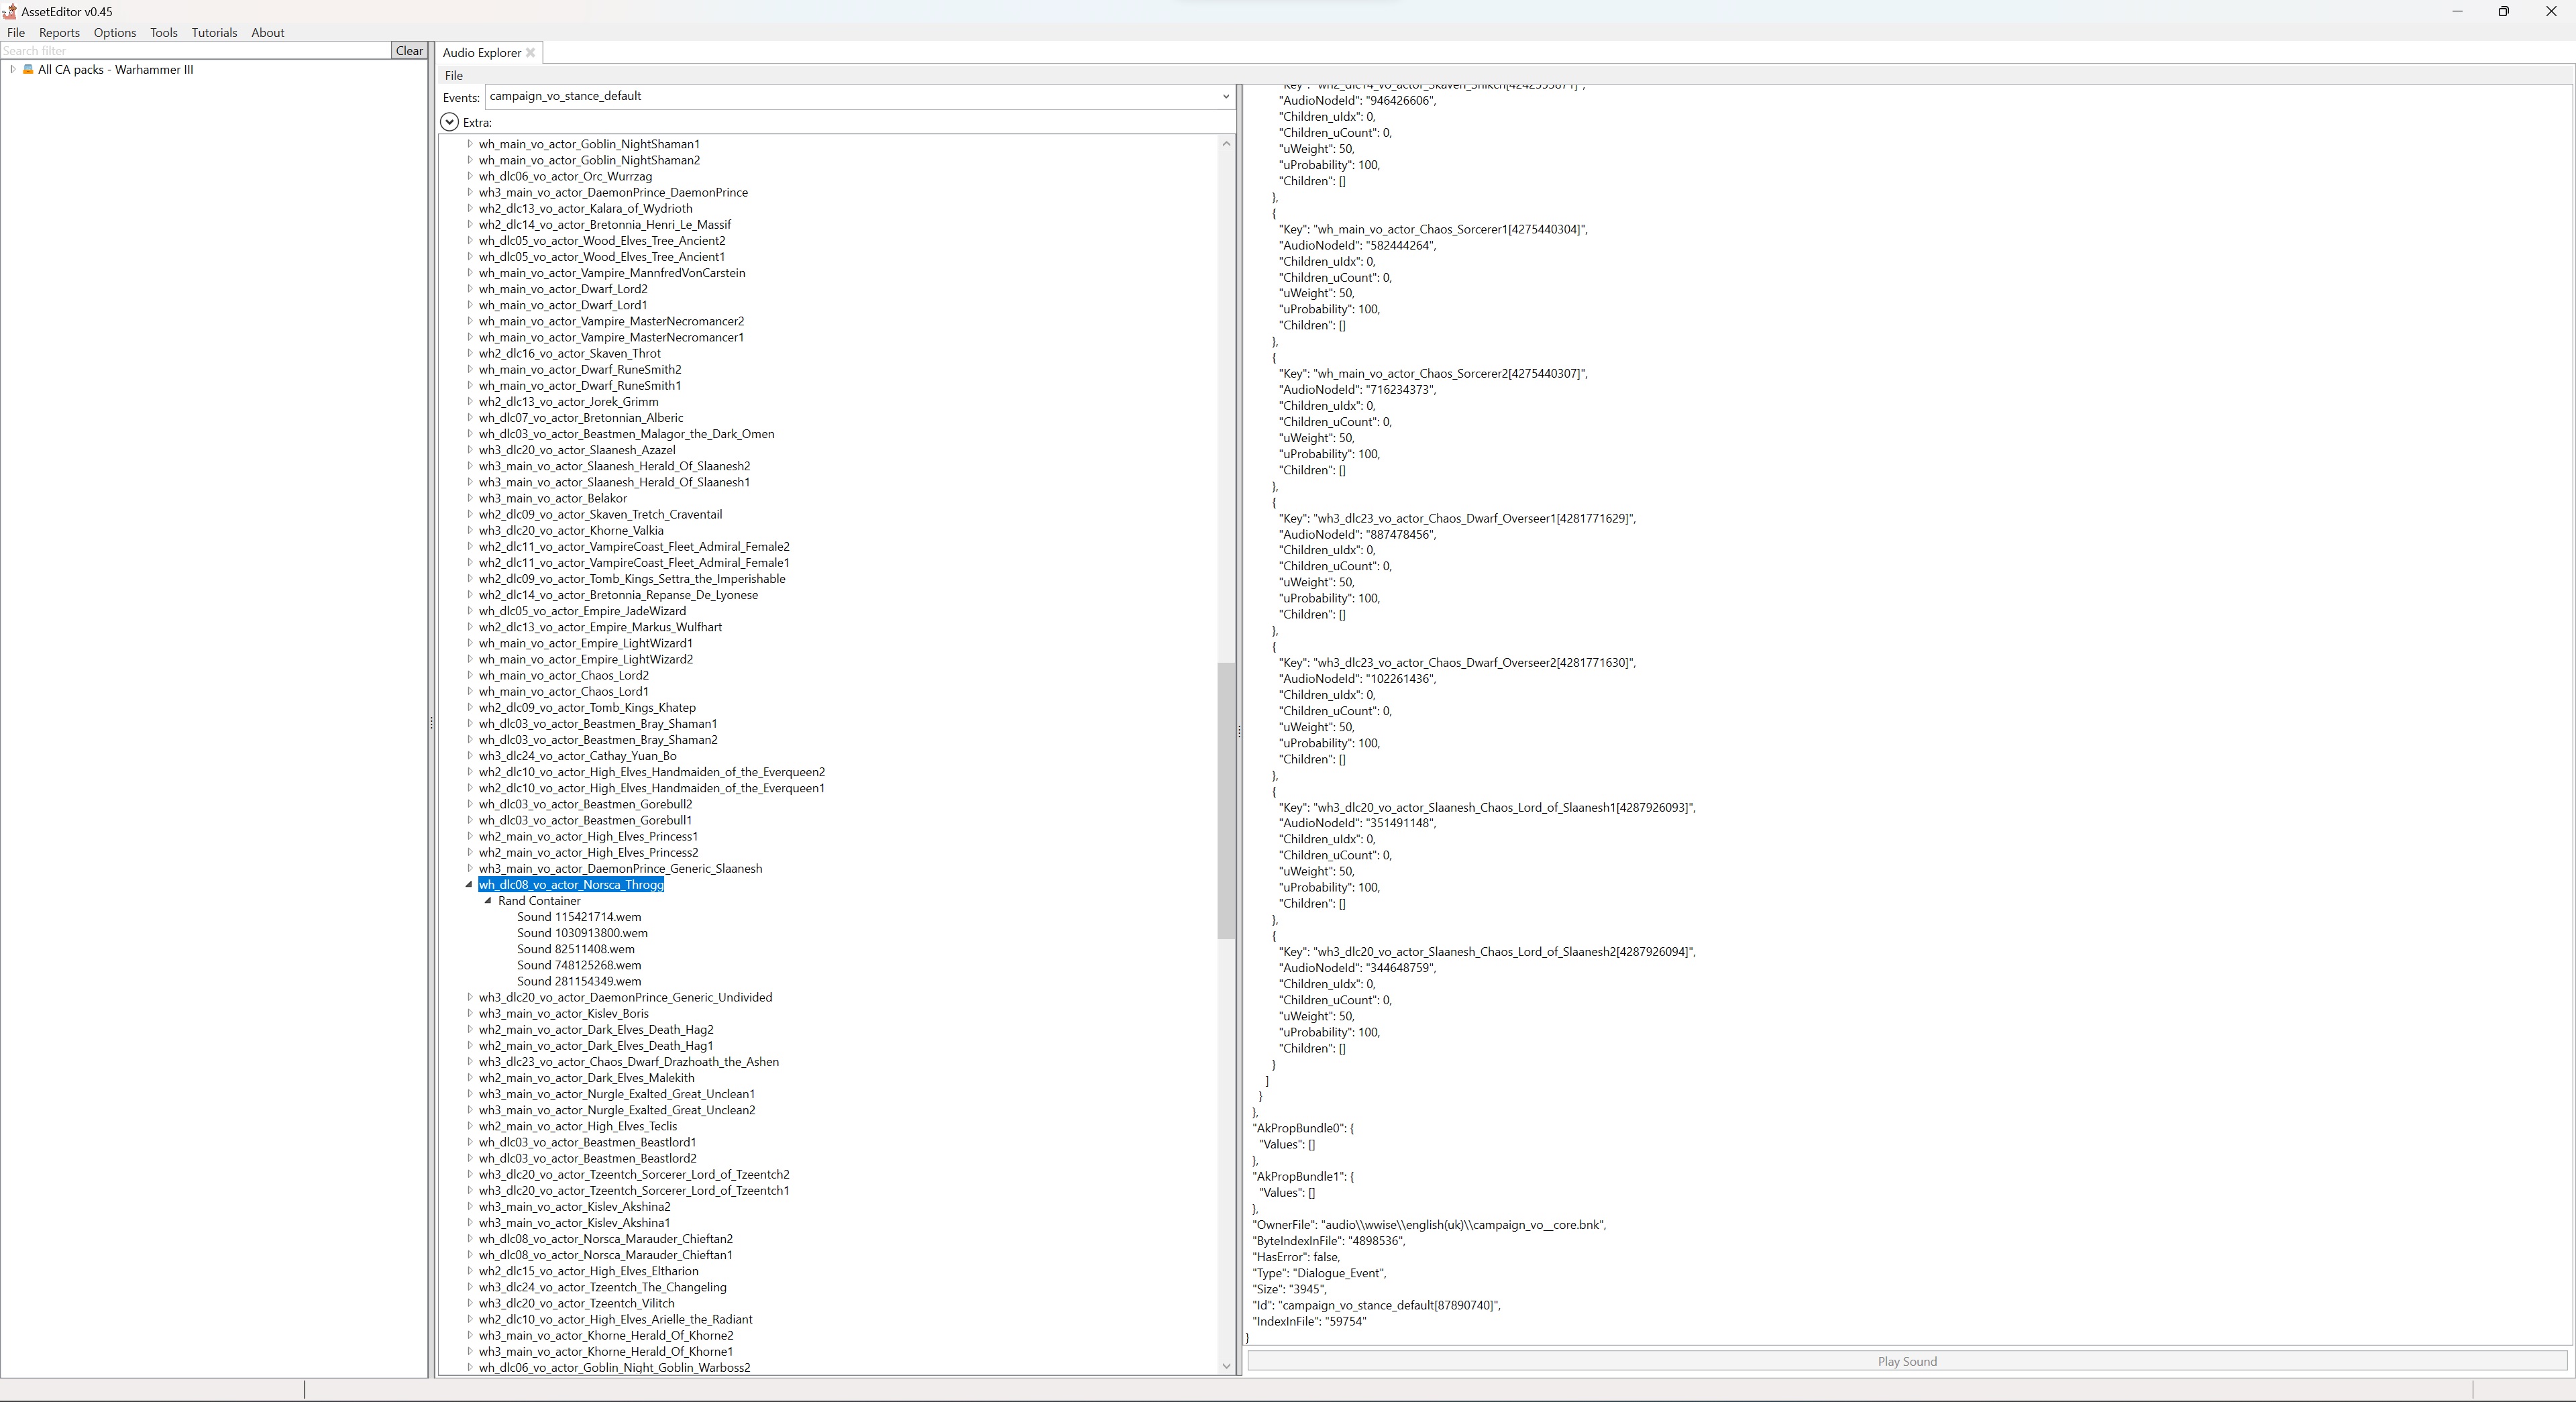 AssetEditor v0.45
File Reports Options Tools Tutorials About
Search filter
Clear
All CA packs - Warhammer III
Audio Explorer
File
Events: campaign_vo_stance_default
Extra:
wh_main_vo_actor_Goblin_NightShaman1
wh_main_vo_actor_Goblin_NightShaman2
wh_dlc06_vo_actor_Orc_Wurrzag
wh3_main_vo_actor_DaemonPrince_DaemonPrince
wh2_dlc13_vo_actor_Kalara_of_Wydrioth
wh2_dlc14_vo_actor_Bretonnia_Henri_Le_Massif
wh_dlc05_vo_actor_Wood_Elves_Tree_Ancient2
wh_dlc05_vo_actor_Wood_Elves_Tree_Ancient1
wh_main_vo_actor_Vampire_MannfredVonCarstein
wh_main_vo_actor_Dwarf_Lord2
wh_main_vo_actor_Dwarf_Lord1
wh_main_vo_actor_Vampire_MasterNecromancer2
wh_main_vo_actor_Vampire_MasterNecromancer1
wh2_dlc16_vo_actor_Skaven_Throt
wh_main_vo_actor_Dwarf_RuneSmith2
wh_main_vo_actor_Dwarf_RuneSmith1
wh2_dlc13_vo_actor_Jorek_Grimm
wh_dlc07_vo_actor_Bretonnian_Alberic
wh_dlc03_vo_actor_Beastmen_Malagor_the_Dark_Omen
wh3_dlc20_vo_actor_Slaanesh_Azazel
wh3_main_vo_actor_Slaanesh_Herald_Of_Slaanesh2
wh3_main_vo_actor_Slaanesh_Herald_Of_Slaanesh1
wh3_main_vo_actor_Belakor
wh2_dlc09_vo_actor_Skaven_Tretch_Craventail
wh3_dlc20_vo_actor_Khorne_Valkia
wh2_dlc11_vo_actor_VampireCoast_Fleet_Admiral_Female2
wh2_dlc11_vo_actor_VampireCoast_Fleet_Admiral_Female1
wh2_dlc09_vo_actor_Tomb_Kings_Settra_the_Imperishable
wh2_dlc14_vo_actor_Bretonnia_Repanse_De_Lyonese
wh_dlc05_vo_actor_Empire_JadeWizard
wh2_dlc13_vo_actor_Empire_Markus_Wulfhart
wh_main_vo_actor_Empire_LightWizard1
wh_main_vo_actor_Empire_LightWizard2
wh_main_vo_actor_Chaos_Lord2
wh_main_vo_actor_Chaos_Lord1
wh2_dlc09_vo_actor_Tomb_Kings_Khatep
wh_dlc03_vo_actor_Beastmen_Bray_Shaman1
wh_dlc03_vo_actor_Beastmen_Bray_Shaman2
wh3_dlc24_vo_actor_Cathay_Yuan_Bo
wh2_dlc10_vo_actor_High_Elves_Handmaiden_of_the_Everqueen2
wh2_dlc10_vo_actor_High_Elves_Handmaiden_of_the_Everqueen1
wh_dlc03_vo_actor_Beastmen_Gorebull2
wh_dlc03_vo_actor_Beastmen_Gorebull1
wh2_main_vo_actor_High_Elves_Princess1
wh2_main_vo_actor_High_Elves_Princess2
wh3_main_vo_actor_DaemonPrince_Generic_Slaanesh
wh_dlc08_vo_actor_Norsca_Throgg
Rand Container
Sound 115421714.wem
Sound 1030913800.wem
Sound 82511408.wem
Sound 748125268.wem
Sound 281154349.wem
wh3_dlc20_vo_actor_DaemonPrince_Generic_Undivided
wh3_main_vo_actor_Kislev_Boris
wh2_main_vo_actor_Dark_Elves_Death_Hag2
wh2_main_vo_actor_Dark_Elves_Death_Hag1
wh3_dlc23_vo_actor_Chaos_Dwarf_Drazhoath_the_Ashen
wh2_main_vo_actor_Dark_Elves_Malekith
wh3_main_vo_actor_Nurgle_Exalted_Great_Unclean1
wh3_main_vo_actor_Nurgle_Exalted_Great_Unclean2
wh2_main_vo_actor_High_Elves_Teclis
wh_dlc03_vo_actor_Beastmen_Beastlord1
wh_dlc03_vo_actor_Beastmen_Beastlord2
wh3_dlc20_vo_actor_Tzeentch_Sorcerer_Lord_of_Tzeentch2
wh3_dlc20_vo_actor_Tzeentch_Sorcerer_Lord_of_Tzeentch1
wh3_main_vo_actor_Kislev_Akshina2
wh3_main_vo_actor_Kislev_Akshina1
wh_dlc08_vo_actor_Norsca_Marauder_Chieftan2
wh_dlc08_vo_actor_Norsca_Marauder_Chieftan1
wh2_dlc15_vo_actor_High_Elves_Eltharion
wh3_dlc24_vo_actor_Tzeentch_The_Changeling
wh3_dlc20_vo_actor_Tzeentch_Vilitch
wh2_dlc10_vo_actor_High_Elves_Arielle_the_Radiant
wh3_main_vo_actor_Khorne_Herald_Of_Khorne2
wh3_main_vo_actor_Khorne_Herald_Of_Khorne1
wh_dlc06_vo_actor_Goblin_Night_Goblin_Warboss2
"AudioNodeId": "946426606",
"Children_uIdx": 0,
"Children_uCount": 0,
"uWeight": 50,
"uProbability": 100,
"Children": []
},
{
"Key": "wh_main_vo_actor_Chaos_Sorcerer1[4275440304]",
"AudioNodeId": "582444264",
"Children_uIdx": 0,
"Children_uCount": 0,
"uWeight": 50,
"uProbability": 100,
"Children": []
},
{
"Key": "wh_main_vo_actor_Chaos_Sorcerer2[4275440307]",
"AudioNodeId": "716234373",
"Children_uIdx": 0,
"Children_uCount": 0,
"uWeight": 50,
"uProbability": 100,
"Children": []
},
{
"Key": "wh3_dlc23_vo_actor_Chaos_Dwarf_Overseer1[4281771629]",
"AudioNodeId": "887478456",
"Children_uIdx": 0,
"Children_uCount": 0,
"uWeight": 50,
"uProbability": 100,
"Children": []
},
{
"Key": "wh3_dlc23_vo_actor_Chaos_Dwarf_Overseer2[4281771630]",
"AudioNodeId": "102261436",
"Children_uIdx": 0,
"Children_uCount": 0,
"uWeight": 50,
"uProbability": 100,
"Children": []
},
{
"Key": "wh3_dlc20_vo_actor_Slaanesh_Chaos_Lord_of_Slaanesh1[4287926093]",
"AudioNodeId": "351491148",
"Children_uIdx": 0,
"Children_uCount": 0,
"uWeight": 50,
"uProbability": 100,
"Children": []
},
{
"Key": "wh3_dlc20_vo_actor_Slaanesh_Chaos_Lord_of_Slaanesh2[4287926094]",
"AudioNodeId": "344648759",
"Children_uIdx": 0,
"Children_uCount": 0,
"uWeight": 50,
"uProbability": 100,
"Children": []
}
]
}
},
"AkPropBundle0": {
"Values": []
},
"AkPropBundle1": {
"Values": []
},
"OwnerFile": "audio\\wwise\\english(uk)\\campaign_vo__core.bnk",
"ByteIndexInFile": "4898536",
"HasError": false,
"Type": "Dialogue_Event",
"Size": "3945",
"Id": "campaign_vo_stance_default[87890740]",
"IndexInFile": "59754"
}
Play Sound